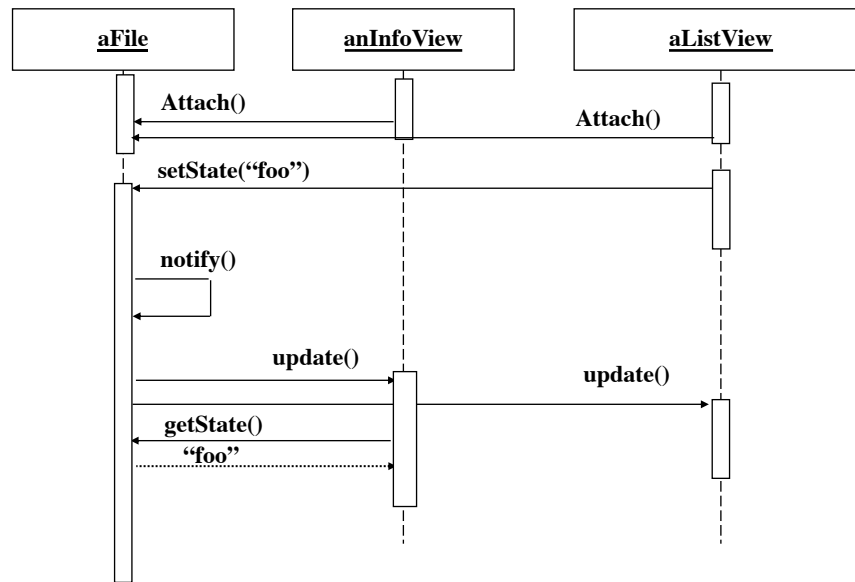 aFile
anInfoView
aListView
Attach()
Attach()
setState(“foo”)
notify()
update()
update()
getState()
“foo”